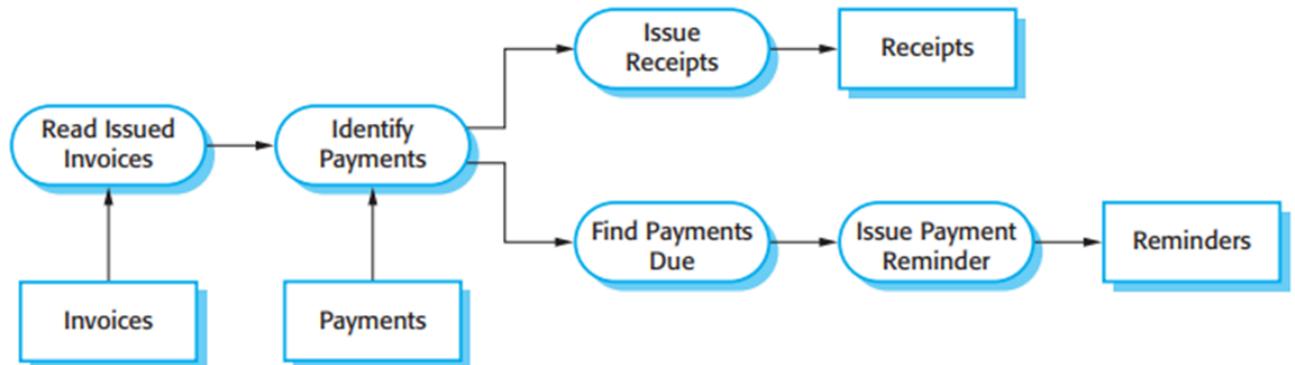 Issue
Receipts
Receipts
Read Issued
Invoices
Identify
Payments
Find Payments
Due
Issue Payment
Reminder
Reminders
Invoices
Payments